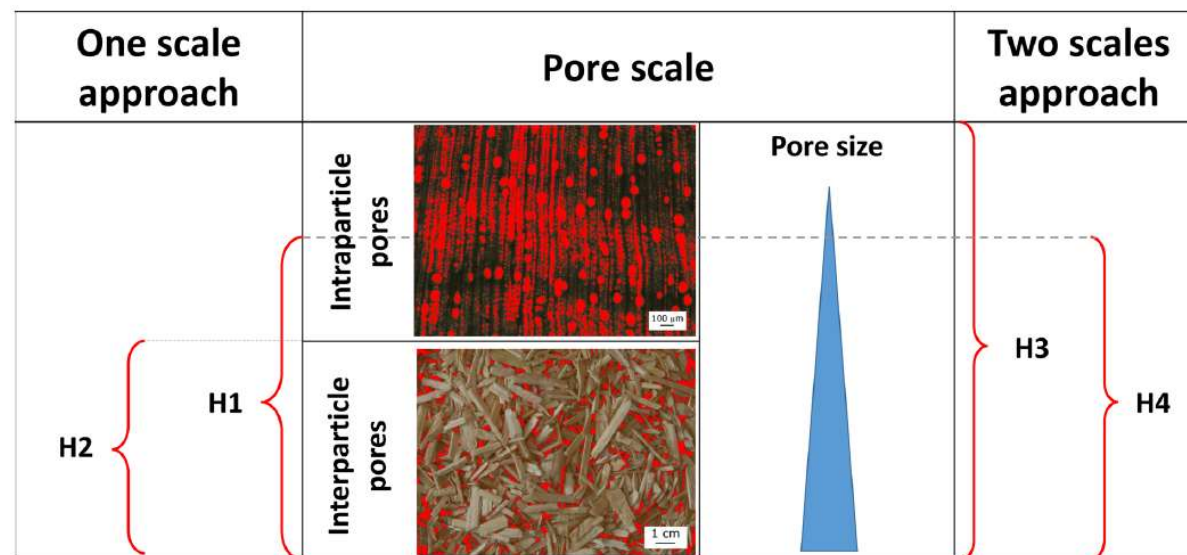 One scale
approach
Pore scale
Two scales
approach
Intraparticle
pores
100 µm
Pore size
H1
H2
H3
H4
Interparticle
pores
1 cm